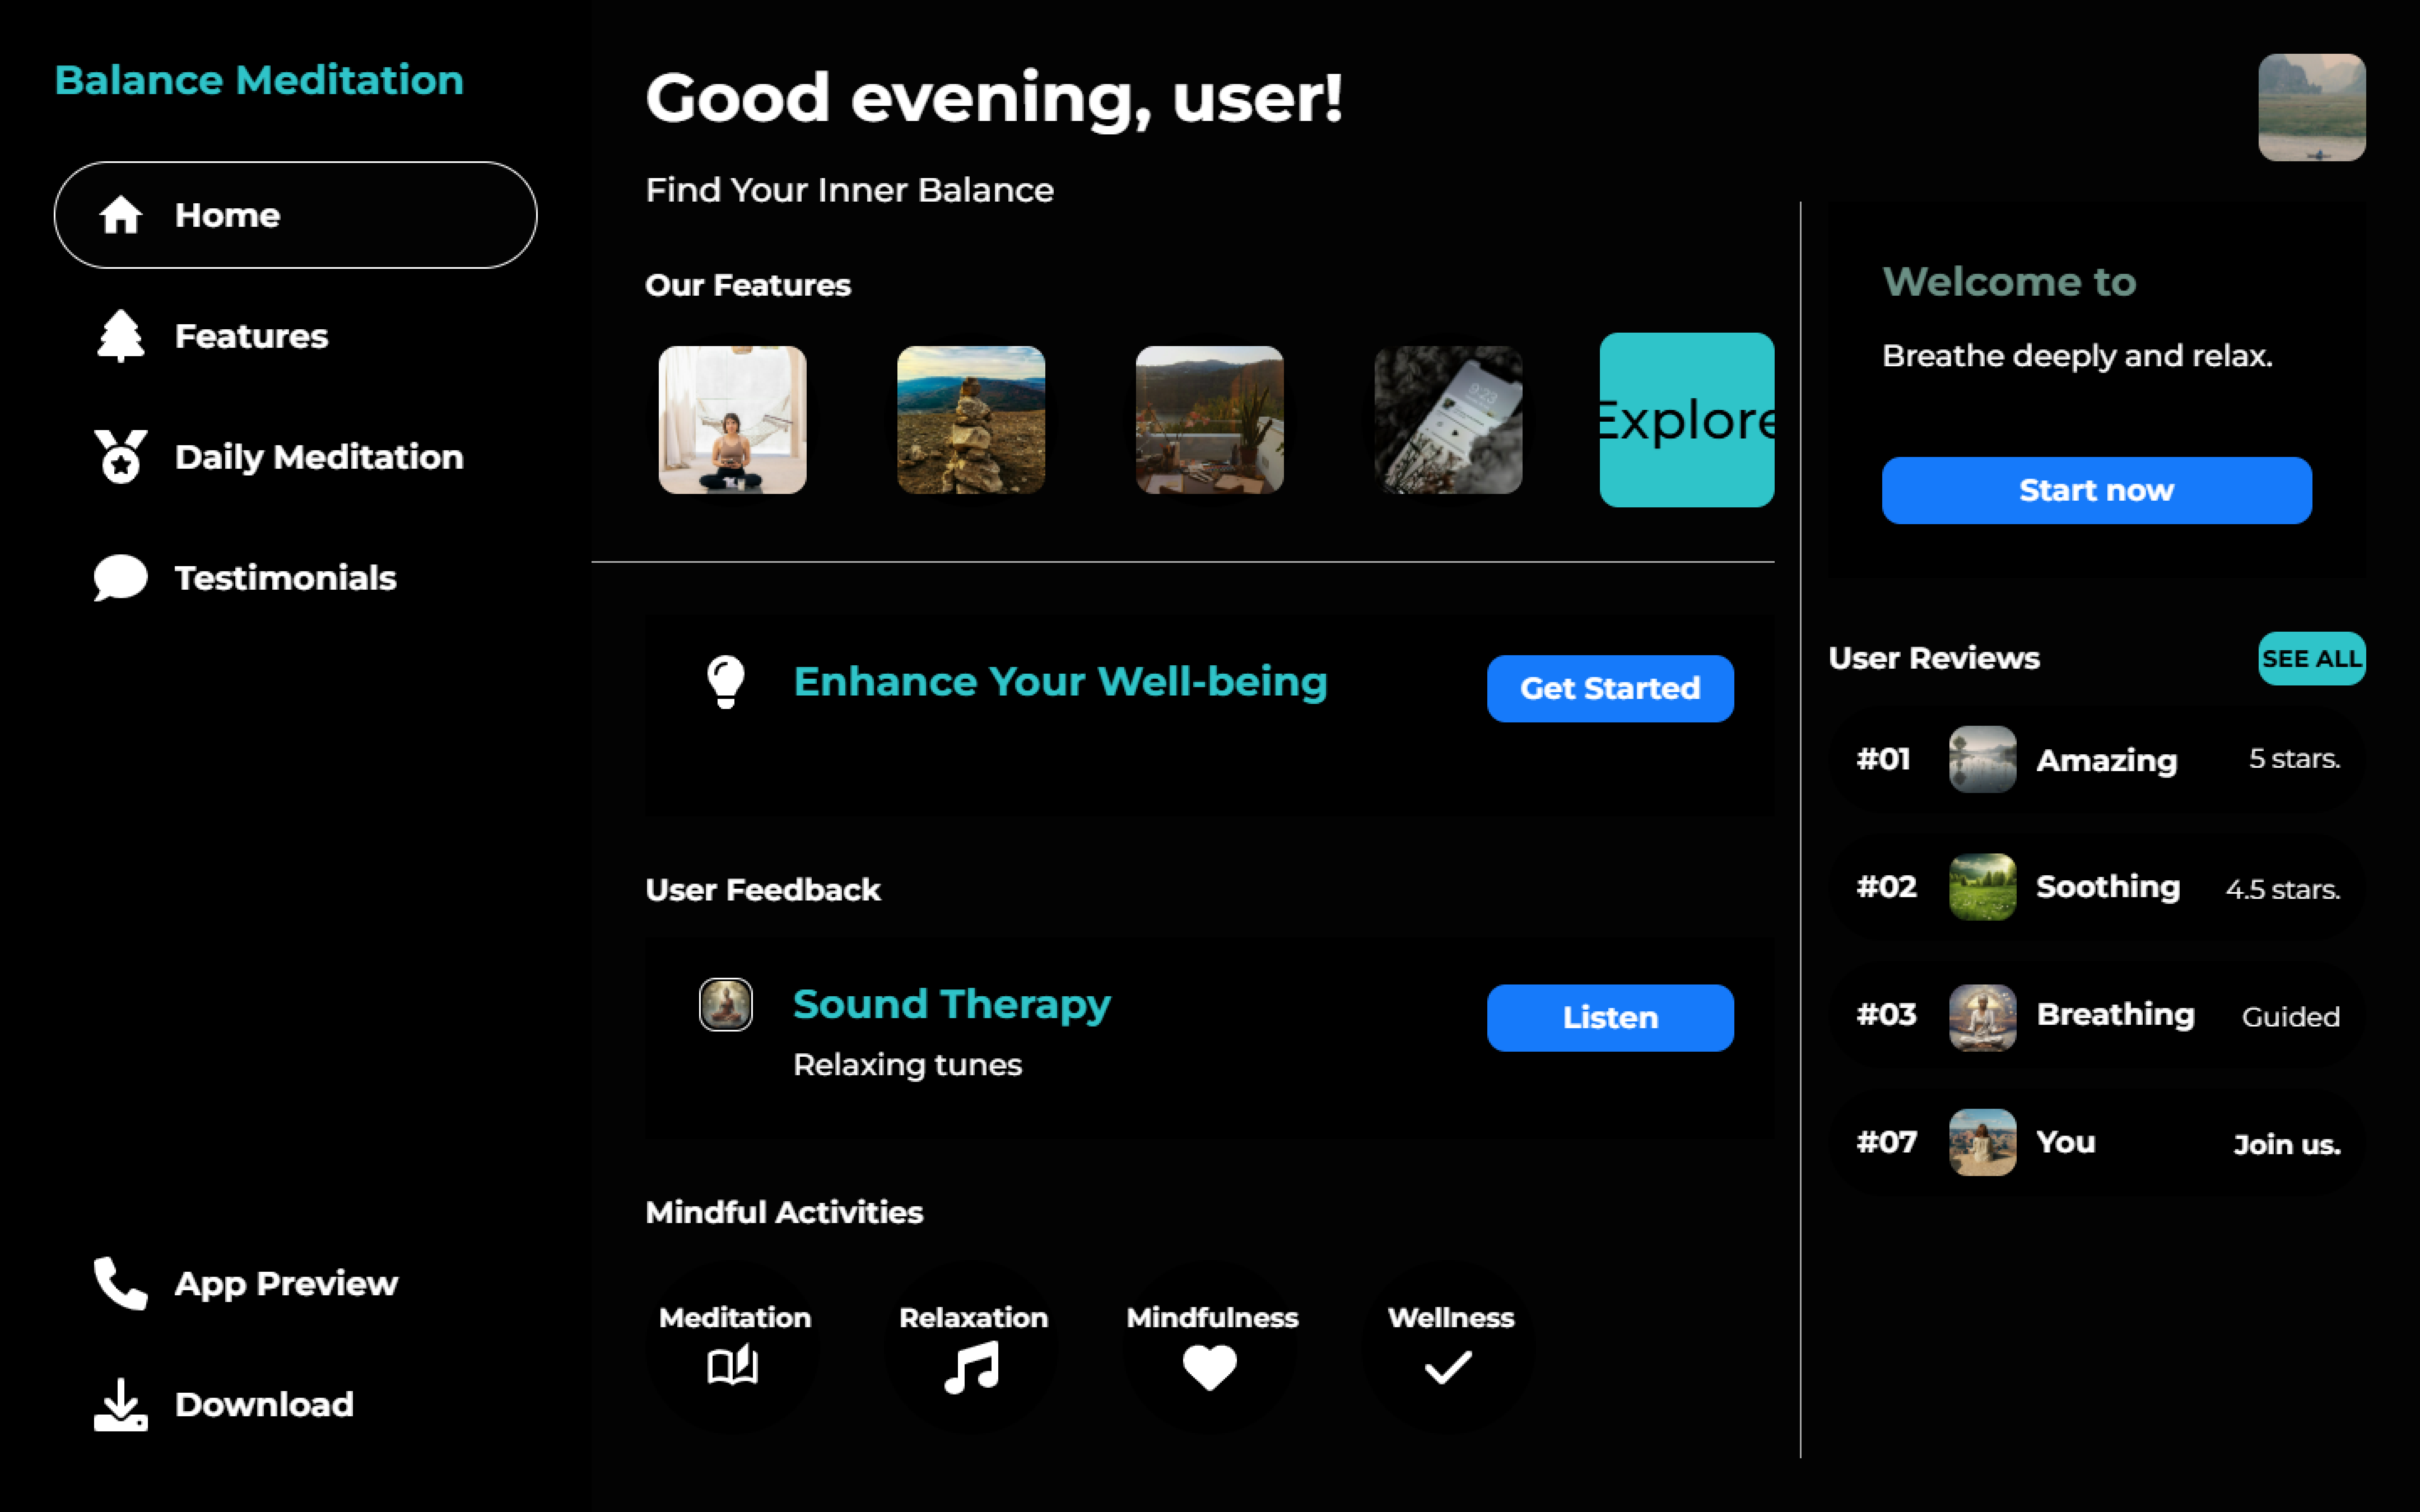 Balance Meditation
Home
Features
Daily Meditation
Testimonials
App Preview
Download
Good evening, user!
Find Your Inner Balance
Our Features
9:23
Explore
Enhance Your Well-being
Get Started
User Feedback
Sound Therapy
Relaxing tunes
Listen
Mindful Activities
Meditation
Relaxation
Mindfulness
Wellness
Welcome to
Breathe deeply and relax.
Start now
User Reviews
SEE ALL
#01 Amazing 5 stars.
#02 Soothing 4.5 stars.
#03 Breathing Guided
#07 You Join us.